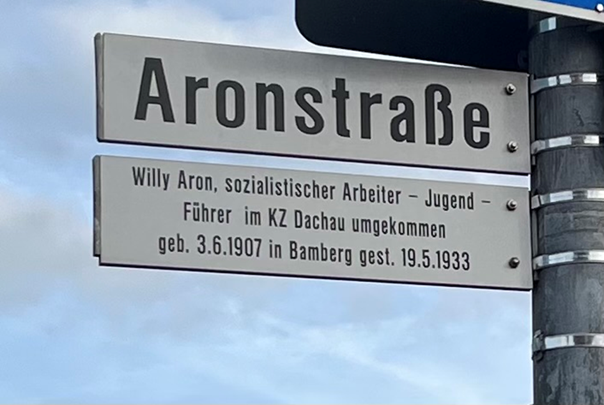 Aronstraße
Willy Aron, sozialistischer Arbeiter – Jugend –
Führer im KZ Dachau umgekommen
geb. 3.6.1907 in Bamberg gest. 19.5.1933